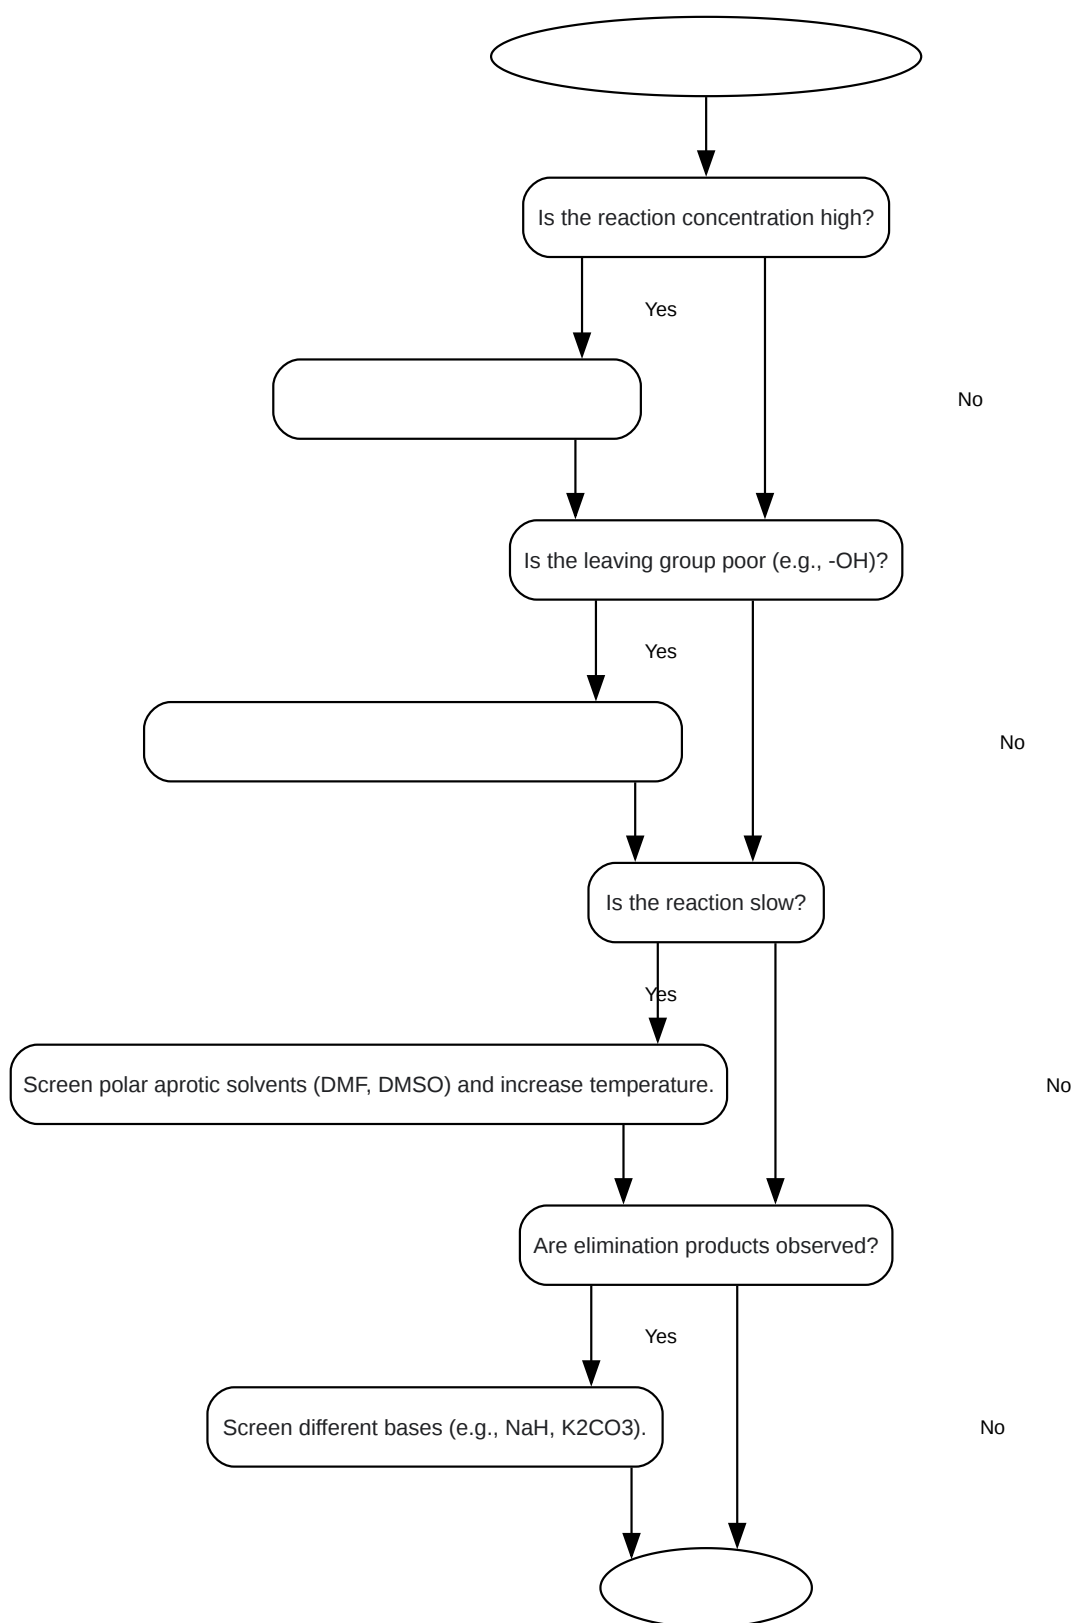 Is the reaction concentration high?
Yes
No
Is the leaving group poor (e.g., -OH)?
Yes
No
Is the reaction slow?
Yes
Screen polar aprotic solvents (DMF, DMSO) and increase temperature.
No
Are elimination products observed?
Yes
Screen different bases (e.g., NaH, K2CO3).
No